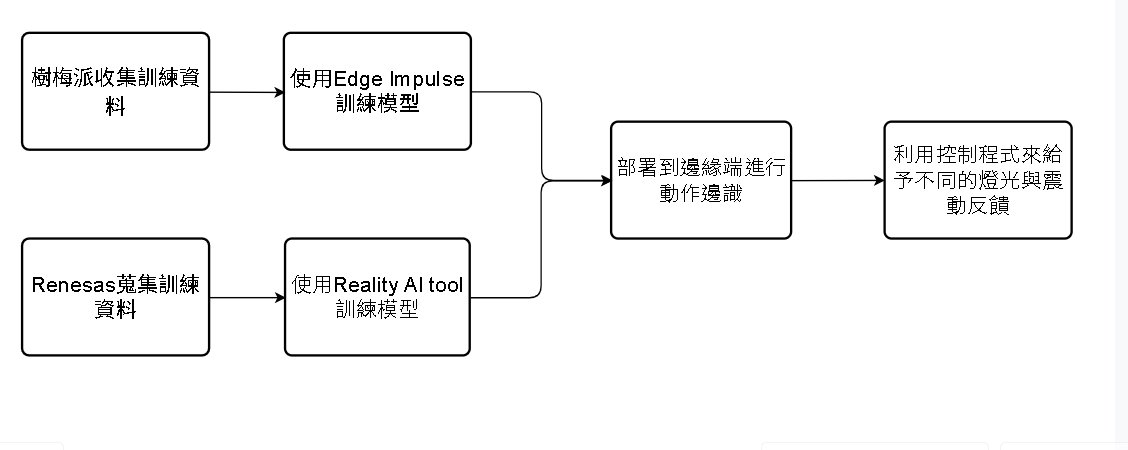 樹梅派收集訓練資
料
使用Edge Impulse
訓練模型
部署到邊緣端進行
動作邊識
利用控制程式來給
予不同的燈光與震
動反饋
Renesas蒐集訓練
資料
使用Reality AI tool
訓練模型